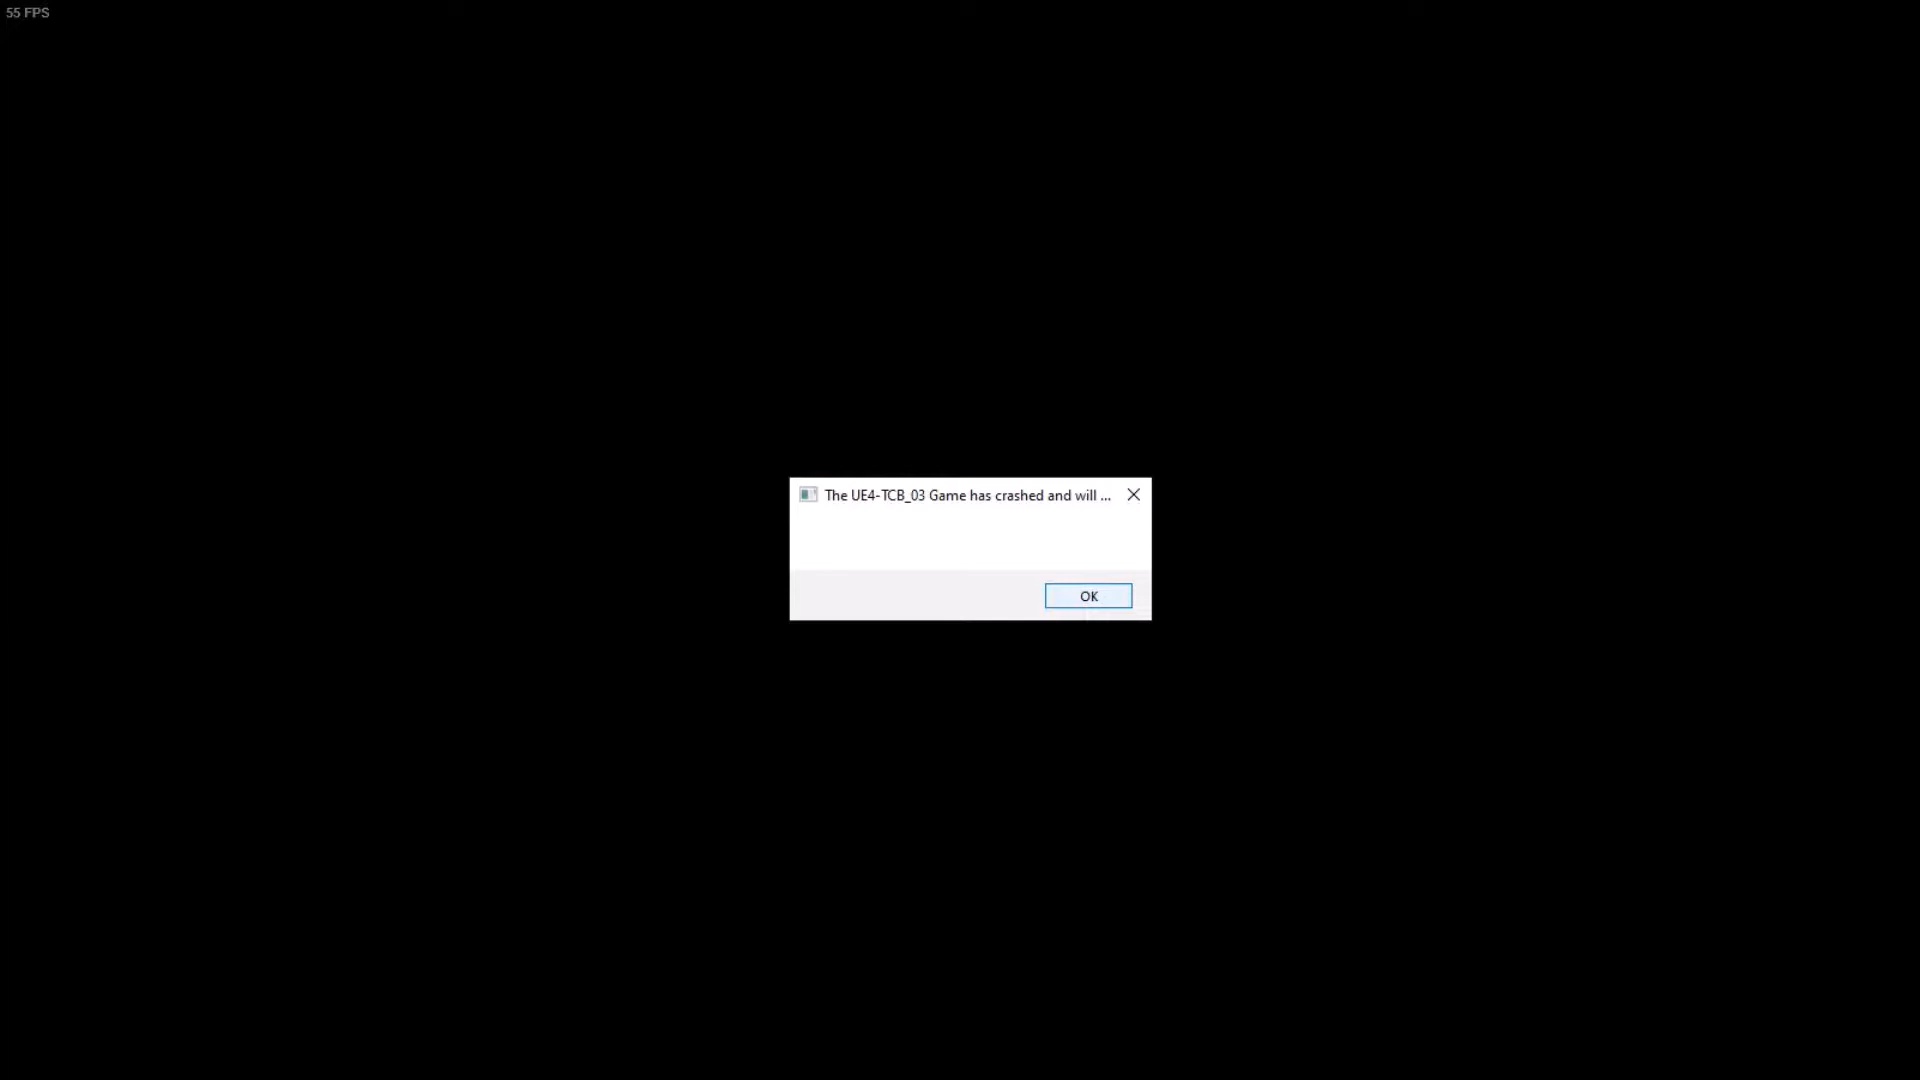 55 FPS
The UE4-TCB_03 Game has crashed and will ...
OK